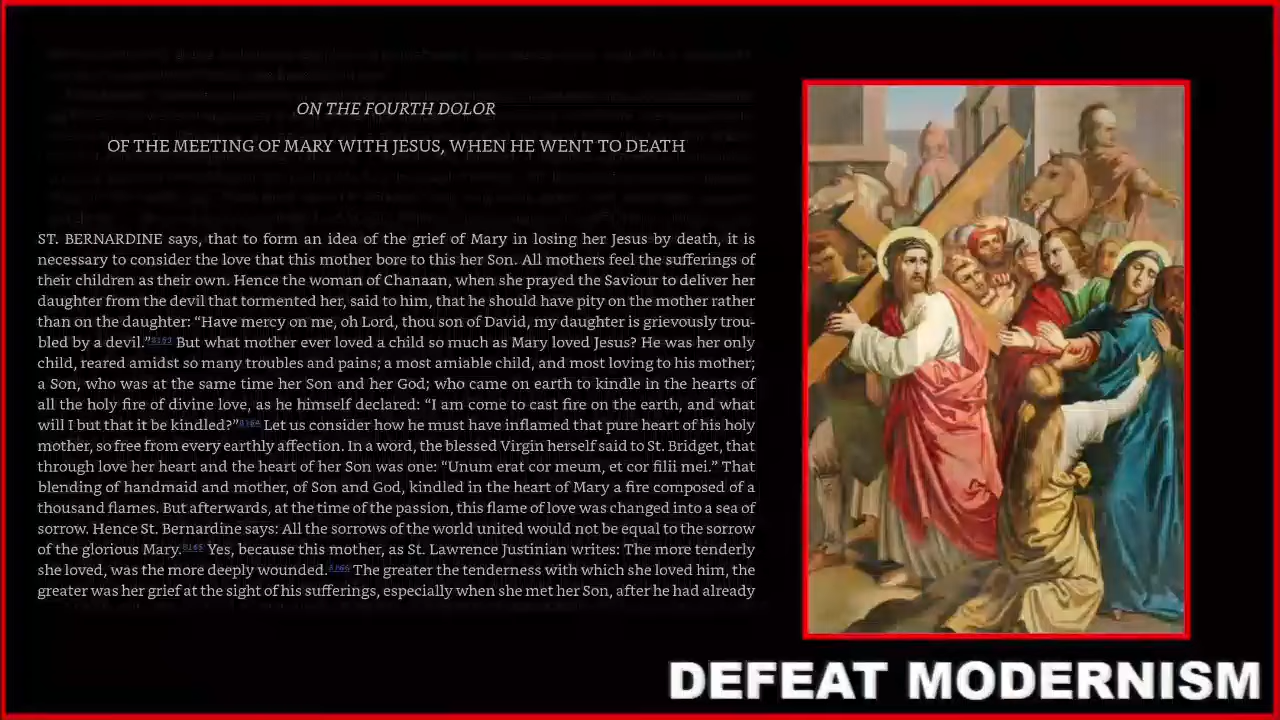 ON THE FOURTH DOLOR
OF THE MEETING OF MARY WITH JESUS, WHEN HE WENT TO DEATH
ST. BERNARDINE says, that to form an idea of the grief of Mary in losing her Jesus by death, it is
necessary to consider the love that this mother bore to this her Son. All mothers feel the sufferings of
their children as their own. Hence the woman of Chanaan, when she prayed the Saviour to deliver her
daughter from the devil that tormented her, said to him, that he should have pity on the mother rather
than on the daughter: “Have mercy on me, oh Lord, thou son of David, my daughter is grievously trou-
bled by a devil.” But what mother ever loved a child so much as Mary loved Jesus? He was her only
child, reared amidst so many troubles and pains; a most amiable child, and most loving to his mother;
a Son, who was at the same time her Son and her God; who came on earth to kindle in the hearts of
all the holy fire of divine love, as he himself declared: “I am come to cast fire on the earth, and what
will I but that it be kindled?” Let us consider how he must have inflamed that pure heart of his holy
mother, so free from every earthly affection. In a word, the blessed Virgin herself said to St. Bridget, that
through love her heart and the heart of her Son was one: “Unum erat cor meum, et cor filii mei.” That
blending of handmaid and mother, of Son and God, kindled in the heart of Mary a fire composed of a
thousand flames. But afterwards, at the time of the passion, this flame of love was changed into a sea of
sorrow. Hence St. Bernardine says: All the sorrows of the world united would not be equal to the sorrow
of the glorious Mary. Yes, because this mother, as St. Lawrence Justinian writes: The more tenderly
she loved, was the more deeply wounded. The greater the tenderness with which she loved him, the
greater was her grief at the sight of his sufferings, especially when she met her Son, after he had already
DEFEAT MODERNISM